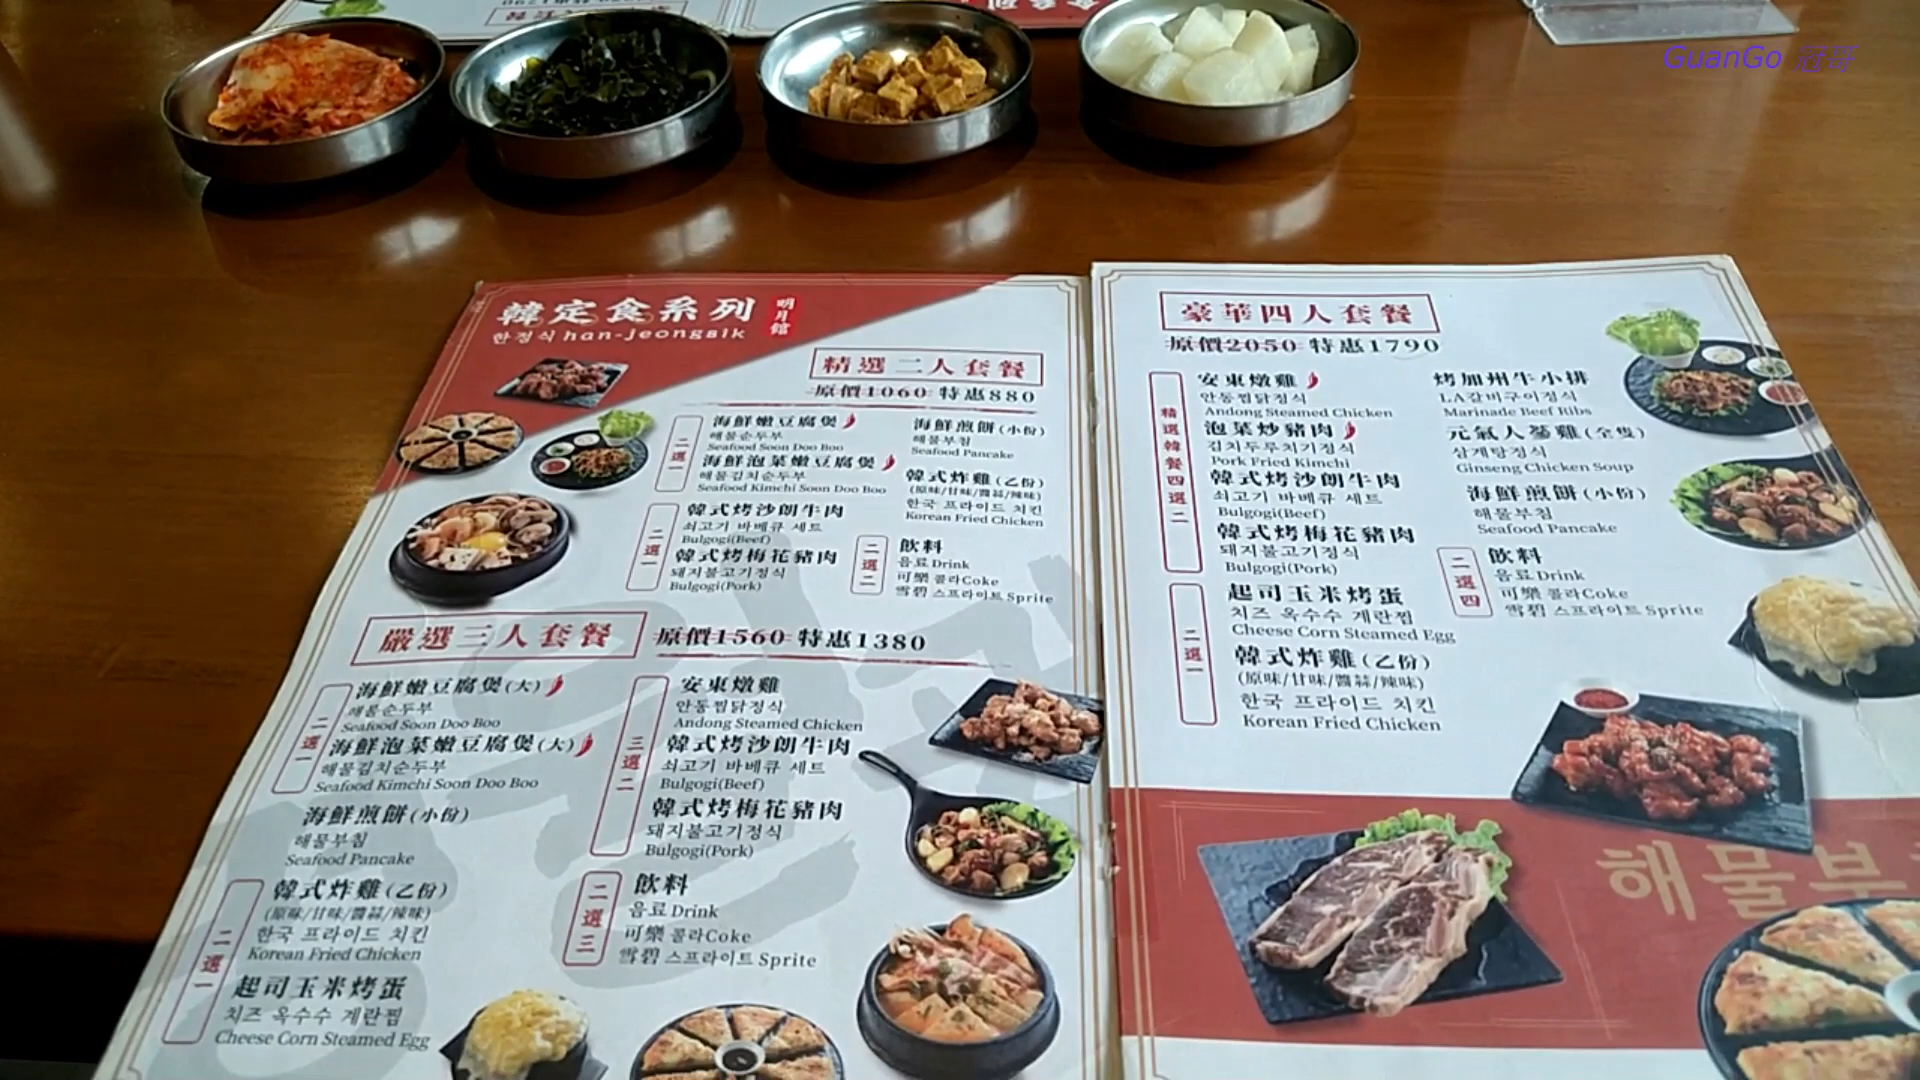 GuanGo 冠哥
韓定食系列
한정식 han-jeongsik
明月館
精選二人套餐
原價1060 特惠880
二選一
海鮮嫩豆腐煲
해물순두부
Seafood Soon Doo Boo
海鮮泡菜嫩豆腐煲
해물김치순두부
Seafood Kimchi Soon Doo Boo
二選一
韓式烤沙朗牛肉
쇠고기 바베큐 세트
Bulgogi(Beef)
韓式烤梅花豬肉
돼지불고기정식
Bulgogi(Pork)
海鮮煎餅(小份)
해물부침
Seafood Pancake
韓式炸雞(乙份)
(原味/甘味/醬蒜/辣味)
한국 프라이드 치킨
Korean Fried Chicken
二選二
飲料
음료 Drink
可樂 콜라Coke
雪碧 스프라이트 Sprite
嚴選三人套餐
原價1560 特惠1380
二選一
海鮮嫩豆腐煲(大)
해물순두부
Seafood Soon Doo Boo
海鮮泡菜嫩豆腐煲(大)
해물김치순두부
Seafood Kimchi Soon Doo Boo
海鮮煎餅(小份)
해물부침
Seafood Pancake
二選一
韓式炸雞(乙份)
(原味/甘味/醬蒜/辣味)
한국 프라이드 치킨
Korean Fried Chicken
起司玉米烤蛋
치즈 옥수수 계란찜
Cheese Corn Steamed Egg
三選二
安東燉雞
안동찜닭정식
Andong Steamed Chicken
韓式烤沙朗牛肉
쇠고기 바베큐 세트
Bulgogi(Beef)
韓式烤梅花豬肉
돼지불고기정식
Bulgogi(Pork)
二選三
飲料
음료 Drink
可樂 콜라Coke
雪碧 스프라이트 Sprite
豪華四人套餐
原價2050 特惠1790
精選韓餐四選二
安東燉雞
안동찜닭정식
Andong Steamed Chicken
泡菜炒豬肉
김치두루치기정식
Pork Fried Kimchi
韓式烤沙朗牛肉
쇠고기 바베큐 세트
Bulgogi(Beef)
韓式烤梅花豬肉
돼지불고기정식
Bulgogi(Pork)
二選一
起司玉米烤蛋
치즈 옥수수 계란찜
Cheese Corn Steamed Egg
韓式炸雞(乙份)
(原味/甘味/醬蒜/辣味)
한국 프라이드 치킨
Korean Fried Chicken
烤加州牛小排
LA갈비구이정식
Marinade Beef Ribs
元氣人蔘雞(全隻)
삼계탕정식
Ginseng Chicken Soup
海鮮煎餅(小份)
해물부침
Seafood Pancake
二選四
飲料
음료 Drink
可樂 콜라Coke
雪碧 스프라이트 Sprite
해물부